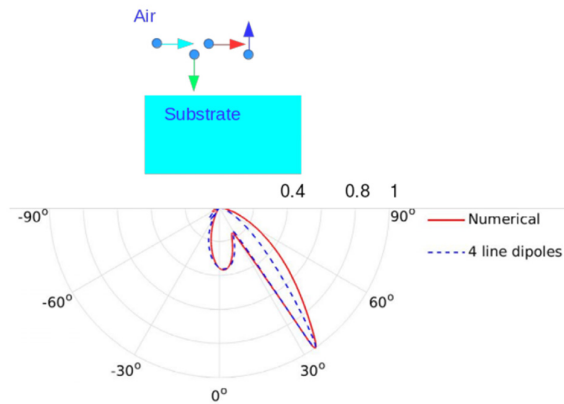 Air
Substrate
0.4 0.8 1
-90° 90°
Numerical
4 line dipoles
-60° 60°
-30° 30°
0°